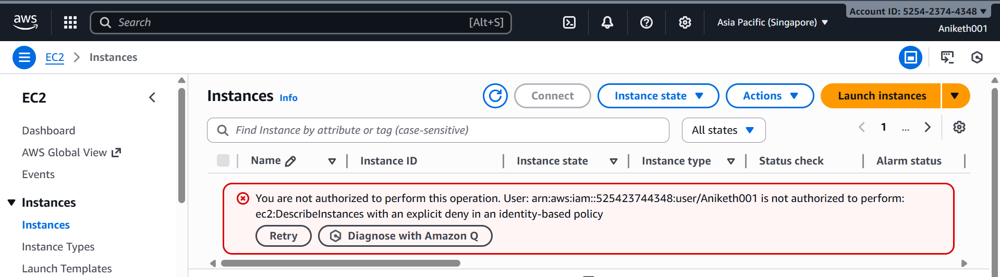 aws
Search [Alt+S]
Asia Pacific (Singapore)
Account ID: 5254-2374-4348
Aniketh001
EC2 Instances
EC2
Dashboard
AWS Global View
Events
Instances
Instances
Instance Types
Launch Templates
Instances Info
Connect
Instance state
Actions
Launch instances
Find Instance by attribute or tag (case-sensitive)
All states
1 ...
Name Instance ID Instance state Instance type Status check Alarm status
You are not authorized to perform this operation. User: arn:aws:iam::525423744348:user/Aniketh001 is not authorized to perform:
ec2:DescribeInstances with an explicit deny in an identity-based policy
Retry
Diagnose with Amazon Q